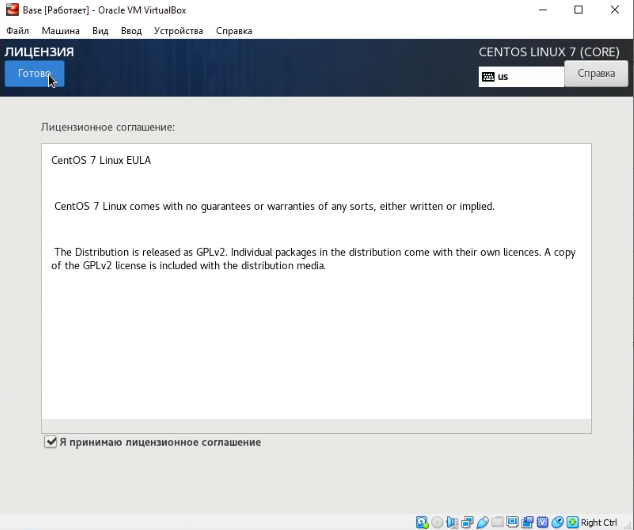 Base [Работает] - Oracle VM VirtualBox
Файл Машина Вид Ввод Устройства Справка
ЛИЦЕНЗИЯ
CENTOS LINUX 7 (CORE)
Готово
us
Справка
Лицензионное соглашение:
CentOS 7 Linux EULA
CentOS 7 Linux comes with no guarantees or warranties of any sorts, either written or implied.
The Distribution is released as GPLv2. Individual packages in the distribution come with their own licences. A copy
of the GPLv2 license is included with the distribution media.
Я принимаю лицензионное соглашение
Right Ctrl